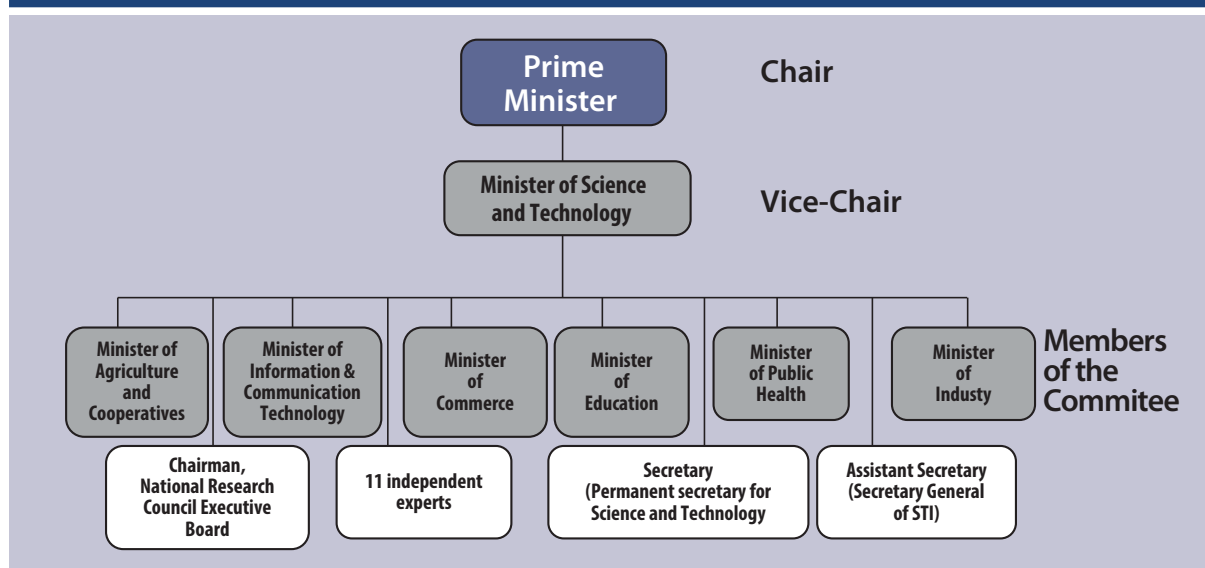 Prime
Minister
Chair
Minister of Science
and Technology
Vice-Chair
Minister of
Agriculture
and
Cooperatives
Minister of
Information &
Communication
Technology
Minister
of
Commerce
Minister
of
Education
Minister
of Public
Health
Minister
of
Industy
Members
of the
Commitee
Chairman,
National Research
Council Executive
Board
11 independent
experts
Secretary
(Permanent secretary for
Science and Technology
Assistant Secretary
(Secretary General
of STI)